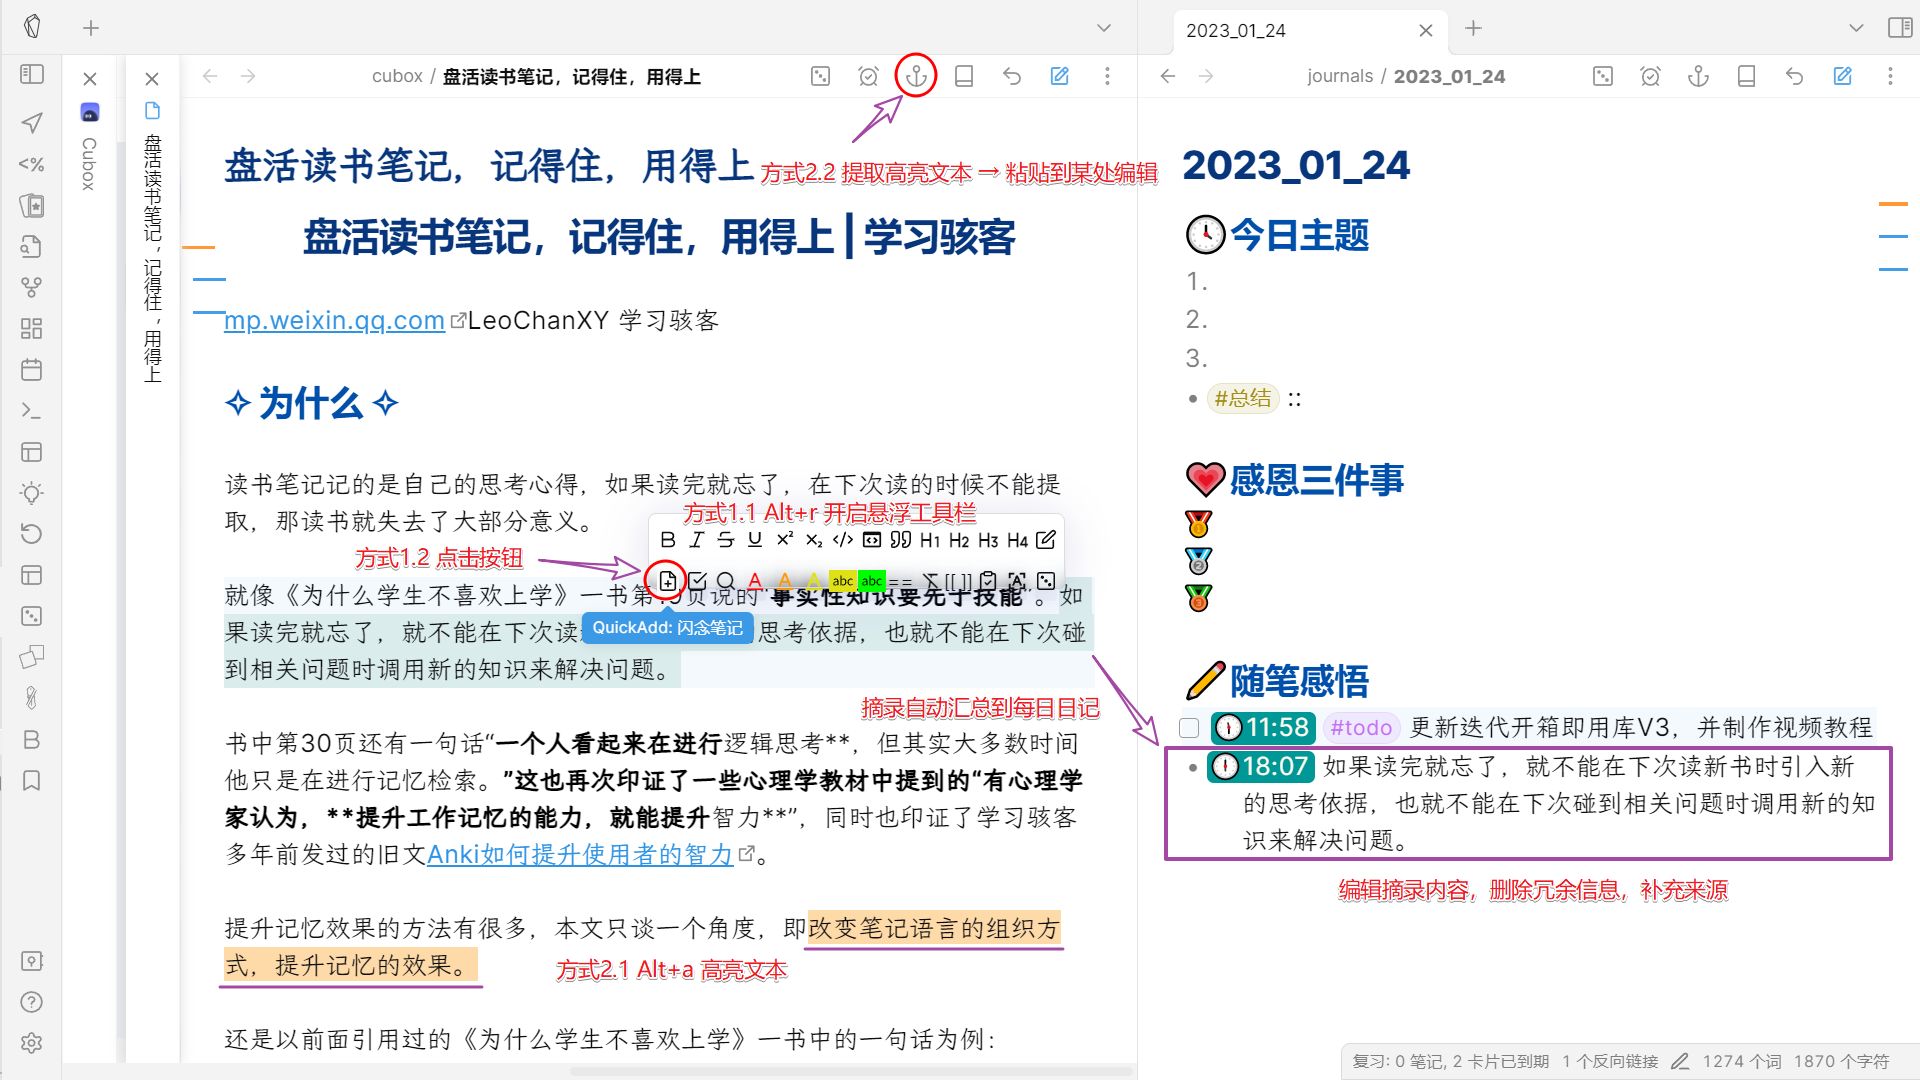 2023_01_24
Cubox
盘活读书笔记，记得住，用得上
cubox / 盘活读书笔记，记得住，用得上
journals / 2023_01_24
盘活读书笔记，记得住，用得上
方式2.2 提取高亮文本 → 粘贴到某处编辑
盘活读书笔记，记得住，用得上 | 学习骇客
mp.weixin.qq.com LeoChanXY 学习骇客
✧ 为什么 ✧
读书笔记记的是自己的思考心得，如果读完就忘了，在下次读的时候不能提
取，那读书就失去了大部分意义。
方式1.1 Alt+r 开启悬浮工具栏
B I S U x² x₂ </> H1 H2 H3 H4
方式1.2 点击按钮
A A A abc abc == [[ ]] A
就像《为什么学生不喜欢上学》一书第 页说的“事实性知识要先于技能”。如
果读完就忘了，就不能在下次读 思考依据，也就不能在下次碰
QuickAdd: 闪念笔记
到相关问题时调用新的知识来解决问题。
摘录自动汇总到每日日记
书中第30页还有一句话“一个人看起来在进行逻辑思考**，但其实大多数时间
他只是在进行记忆检索。”这也再次印证了一些心理学教材中提到的“有心理学
家认为，**提升工作记忆的能力，就能提升智力**”，同时也印证了学习骇客
多年前发过的旧文Anki如何提升使用者的智力。
提升记忆效果的方法有很多，本文只谈一个角度，即改变笔记语言的组织方
式，提升记忆的效果。
方式2.1 Alt+a 高亮文本
还是以前面引用过的《为什么学生不喜欢上学》一书中的一句话为例：
2023_01_24
今日主题
1.
2.
3.
#总结 ::
感恩三件事
随笔感悟
11:58 #todo 更新迭代开箱即用库V3，并制作视频教程
18:07 如果读完就忘了，就不能在下次读新书时引入新
的思考依据，也就不能在下次碰到相关问题时调用新的知
识来解决问题。
编辑摘录内容，删除冗余信息，补充来源
复习: 0 笔记, 2 卡片已到期 1 个反向链接 1274 个词 1870 个字符